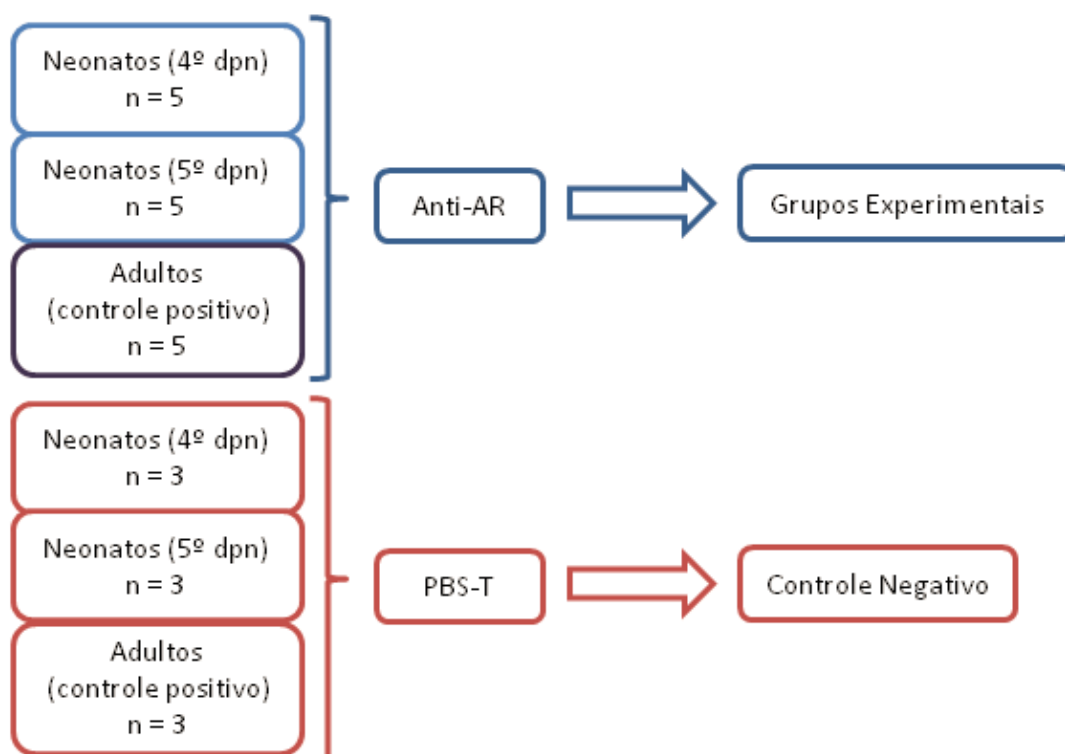 Neonatos (4º dpn)
n = 5
Neonatos (5º dpn)
n = 5
Adultos
(controle positivo)
n = 5
Anti-AR
Grupos Experimentais
Neonatos (4º dpn)
n = 3
Neonatos (5º dpn)
n = 3
Adultos
(controle positivo)
n = 3
PBS-T
Controle Negativo